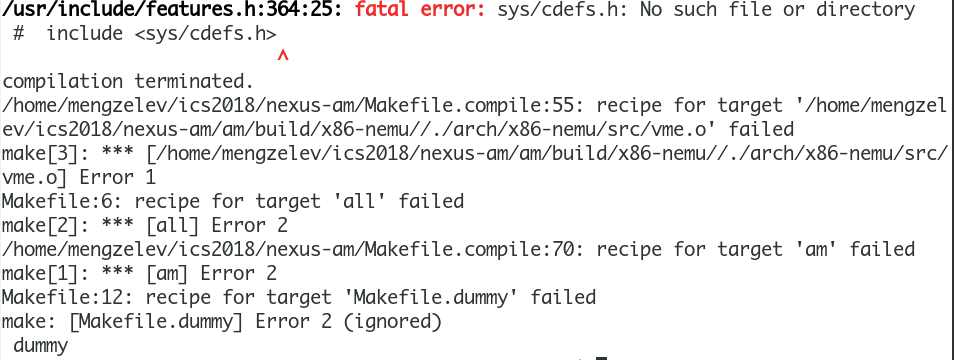 /usr/include/features.h:364:25: fatal error: sys/cdefs.h: No such file or directory
 #  include <sys/cdefs.h>
                         ^
compilation terminated.
/home/mengzelev/ics2018/nexus-am/Makefile.compile:55: recipe for target '/home/mengzel
ev/ics2018/nexus-am/am/build/x86-nemu//./arch/x86-nemu/src/vme.o' failed
make[3]: *** [/home/mengzelev/ics2018/nexus-am/am/build/x86-nemu//./arch/x86-nemu/src/
vme.o] Error 1
Makefile:6: recipe for target 'all' failed
make[2]: *** [all] Error 2
/home/mengzelev/ics2018/nexus-am/Makefile.compile:70: recipe for target 'am' failed
make[1]: *** [am] Error 2
Makefile:12: recipe for target 'Makefile.dummy' failed
make: [Makefile.dummy] Error 2 (ignored)
 dummy